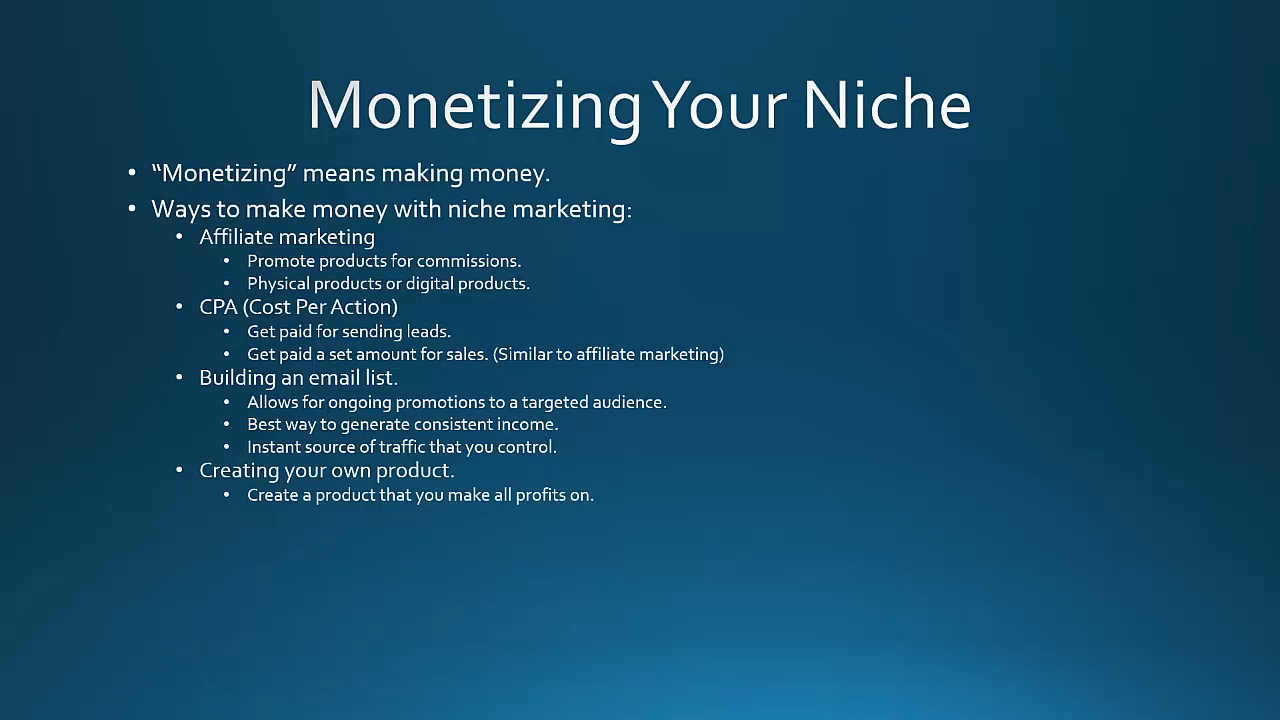 Monetizing Your Niche
• “Monetizing” means making money.
• Ways to make money with niche marketing:
• Affiliate marketing
• Promote products for commissions.
• Physical products or digital products.
• CPA (Cost Per Action)
• Get paid for sending leads.
• Get paid a set amount for sales. (Similar to affiliate marketing)
• Building an email list.
• Allows for ongoing promotions to a targeted audience.
• Best way to generate consistent income.
• Instant source of traffic that you control.
• Creating your own product.
• Create a product that you make all profits on.